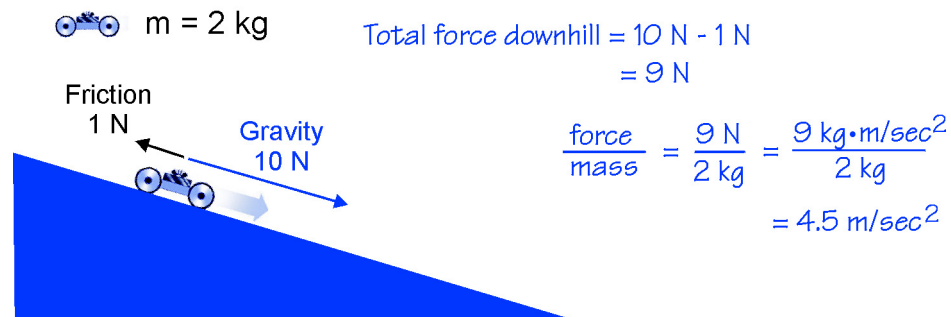 m = 2 kg
Total force downhill = 10 N - 1 N
= 9 N
Friction
1 N
Gravity
10 N
force/mass = 9 N/2 kg = 9 kg•m/sec²/2 kg
= 4.5 m/sec²